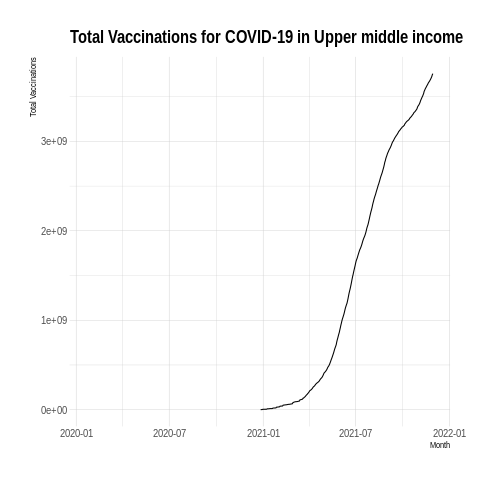 Total Vaccinations for COVID-19 in Upper middle income
Total Vaccinations
3e+09
2e+09
1e+09
0e+00
2020-01 2020-07 2021-01 2021-07 2022-01
Month